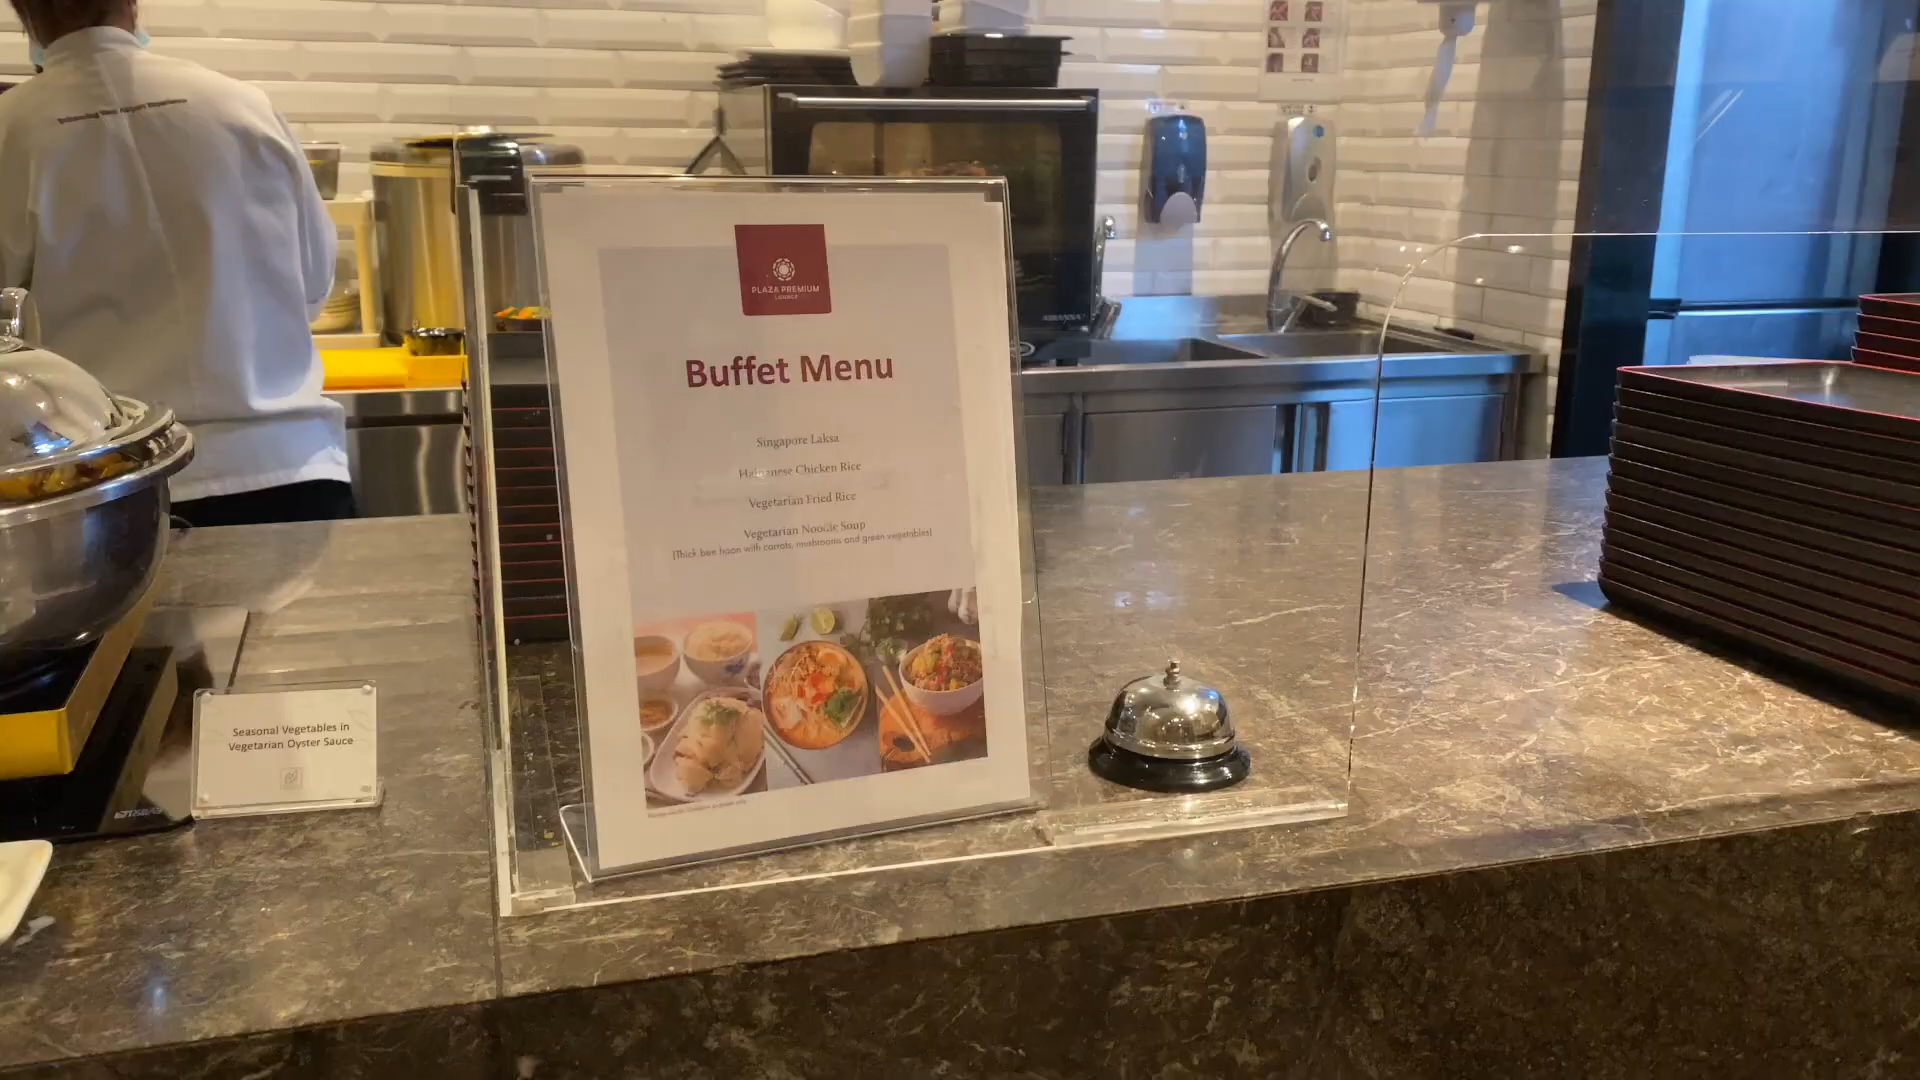 PLAZA PREMIUM
LOUNGE
Buffet Menu
Singapore Laksa
Hainanese Chicken Rice
Vegetarian Fried Rice
Vegetarian Noodle Soup
(Thick bee hoon with carrots, mushrooms and green vegetables)
Seasonal Vegetables in
Vegetarian Oyster Sauce